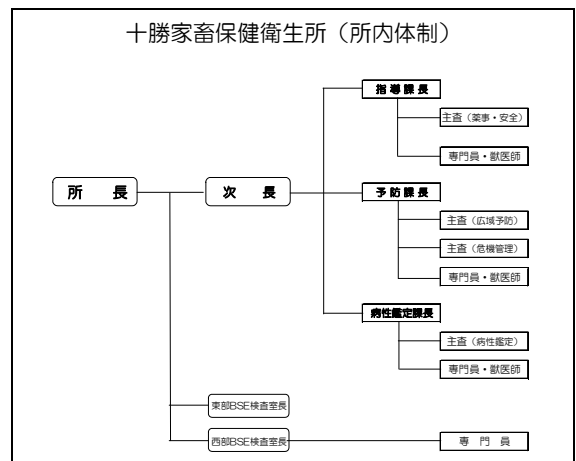 十勝家畜保健衛生所（所内体制）
指導課長
主査（薬事・安全）
専門員・獣医師
所　長
次　長
予防課長
主査（広域予防）
主査（危機管理）
専門員・獣医師
病性鑑定課長
主査（病性鑑定）
専門員・獣医師
東部BSE検査室長
西部BSE検査室長
専　門　員